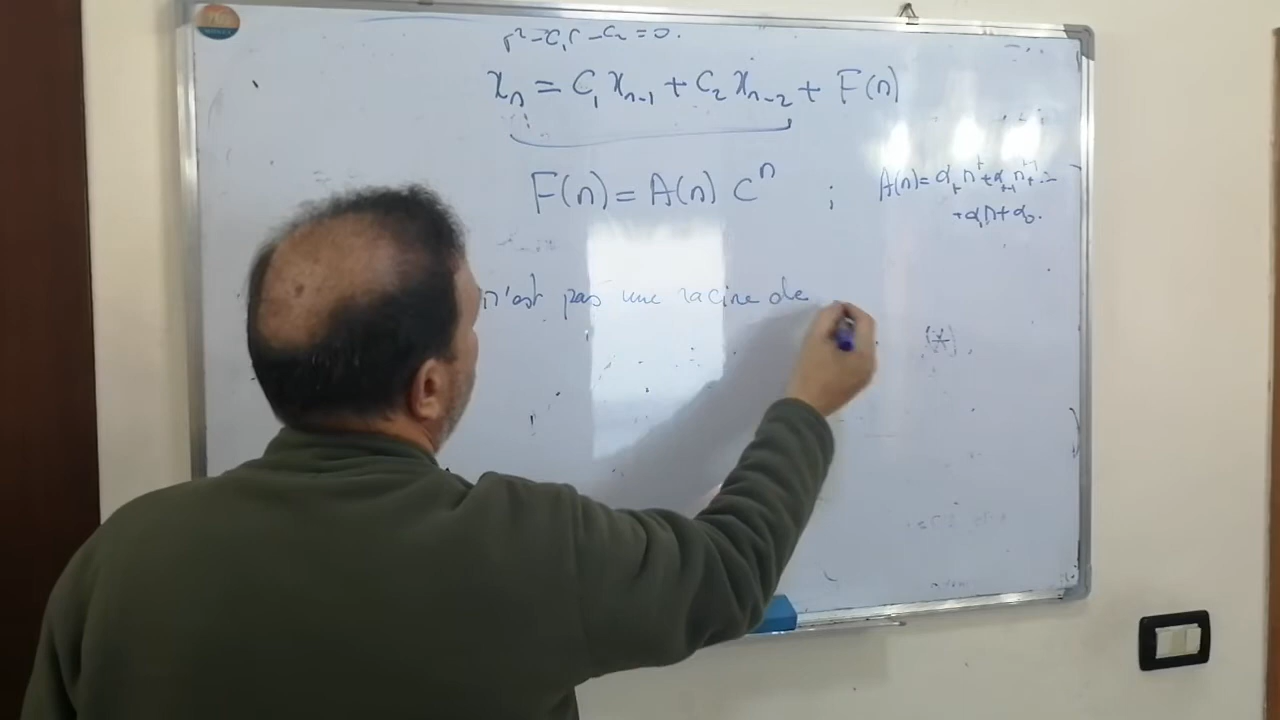 r² - c₁r - c₂ = 0.
xₙ = C₁ xₙ₋₁ + C₂ xₙ₋₂ + F(n)
F(n) = A(n) Cⁿ ; A(n) = αₜ nᵗ + αₜ₋₁ nᵗ⁻¹ + ...
+ α₁n + α₀.
n'est pas une racine de